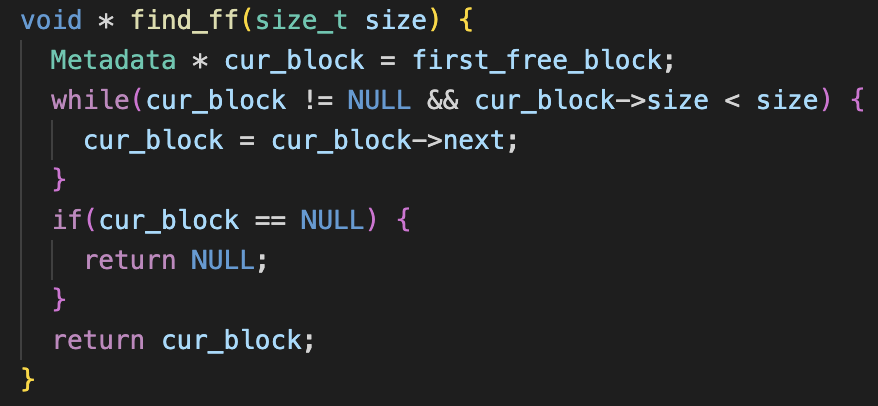 void * find_ff(size_t size) {
  Metadata * cur_block = first_free_block;
  while(cur_block != NULL && cur_block->size < size) {
    cur_block = cur_block->next;
  }
  if(cur_block == NULL) {
    return NULL;
  }
  return cur_block;
}